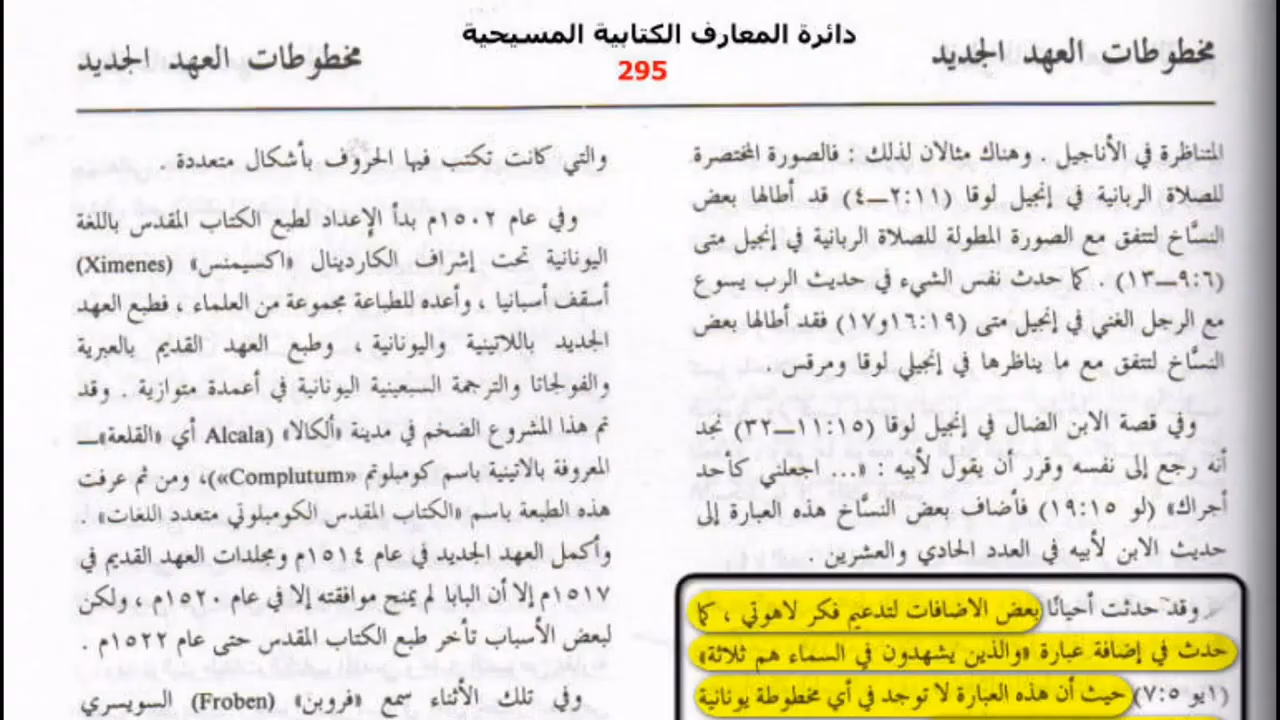 دائرة المعارف الكتابية المسيحية
295
مخطوطات العهد الجديد
مخطوطات العهد الجديد
المتناظرة في الأناجيل . وهناك مثالان لذلك : فالصورة المختصرة
للصلاة الربانية في إنجيل لوقا (٢:١١ــ٤) قد أطالها بعض
النسَّاخ لتتفق مع الصورة المطولة للصلاة الربانية في إنجيل متى
(٩:٦ــ١٣) . كما حدث نفس الشيء في حديث الرب يسوع
مع الرجل الغني في إنجيل متى (١٦:١٩و١٧) فقد أطالها بعض
النسَّاخ لتتفق مع ما يناظرها في إنجيلي لوقا ومرقس .
وفي قصة الابن الضال في إنجيل لوقا (١١:١٥ــ٣٢) نجد
أنه رجع إلى نفسه وقرر أن يقول لأبيه : «... اجعلني كأحد
أجراك» (لو ١٩:١٥) فأضاف بعض النسَّاخ هذه العبارة إلى
حديث الابن لأبيه في العدد الحادي والعشرين .
وقد حدثت أحيانًا بعض الاضافات لتدعيم فكر لاهوتي ، كما
حدث في إضافة عبارة «والذين يشهدون في السماء هم ثلاثة»
(١يو ٧:٥) حيث أن هذه العبارة لا توجد في أي مخطوطة يونانية
والتي كانت تكتب فيها الحروف بأشكال متعددة .
وفي عام ١٥٠٢م بدأ الإعداد لطبع الكتاب المقدس باللغة
اليونانية تحت إشراف الكاردينال «اكسيمنس» (Ximenes)
أسقف أسبانيا ، وأعده للطباعة مجموعة من العلماء ، فطبع العهد
الجديد باللاتينية واليونانية ، وطبع العهد القديم بالعبرية
والفولجاتا والترجمة السبعينية اليونانية في أعمدة متوازية . وقد
تم هذا المشروع الضخم في مدينة «ألكالا» (Alcala أي «القلعة»ــ
المعروفة بالاتينية باسم كومبلوتم «Complutum»)، ومن ثم عرفت
هذه الطبعة باسم «الكتاب المقدس الكومبلوتي متعدد اللغات» .
وأكمل العهد الجديد في عام ١٥١٤م ومجلدات العهد القديم في
١٥١٧م إلا أن البابا لم يمنح موافقته إلا في عام ١٥٢٠م ، ولكن
لبعض الأسباب تأخر طبع الكتاب المقدس حتى عام ١٥٢٢م .
وفي تلك الأثناء سمع «فروبن» (Froben) السويسري